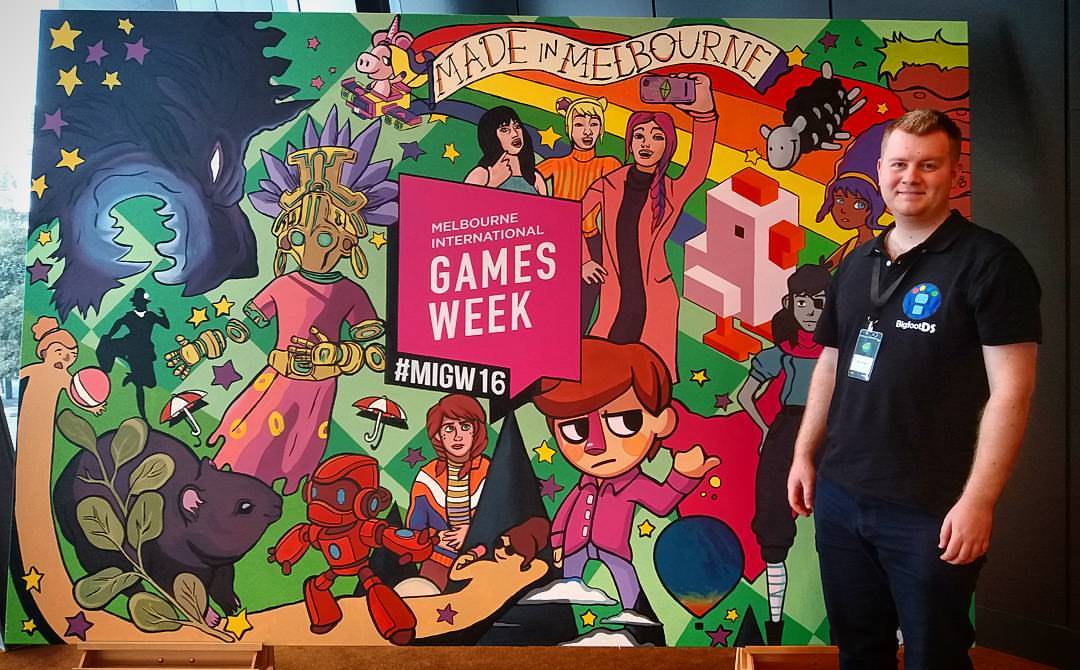 MADE IN MELBOURNE
MELBOURNE
INTERNATIONAL
GAMES
WEEK
#MIGW16
BigfootDS